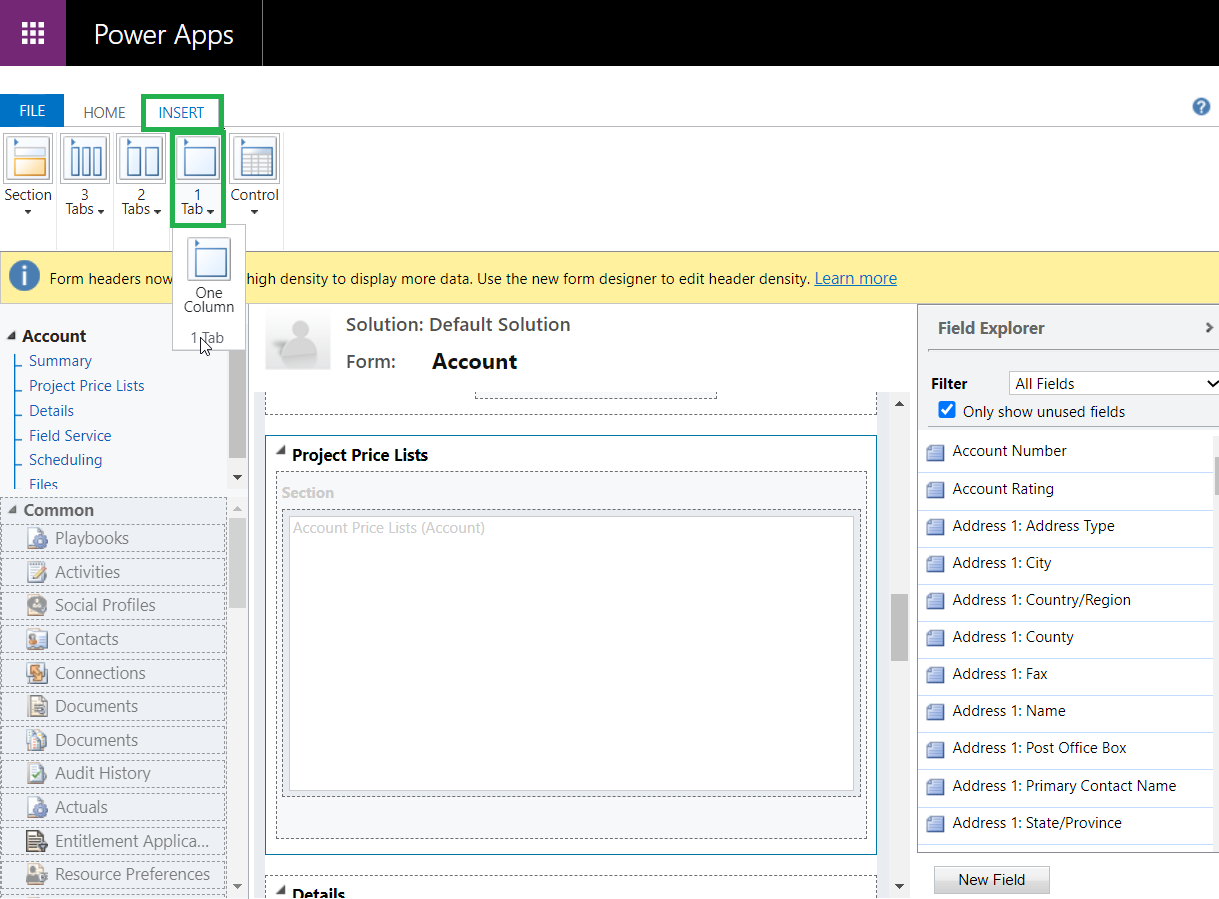 Power Apps
FILE
HOME
INSERT
Section
3
Tabs
2
Tabs
1
Tab
Control
One
Column
1 Tab
Form headers now high density to display more data. Use the new form designer to edit header density. Learn more
Account
Summary
Project Price Lists
Details
Field Service
Scheduling
Files
Common
Playbooks
Activities
Social Profiles
Contacts
Connections
Documents
Documents
Audit History
Actuals
Entitlement Applica...
Resource Preferences
Solution: Default Solution
Form: Account
Project Price Lists
Section
Account Price Lists (Account)
Details
Field Explorer
Filter All Fields
Only show unused fields
Account Number
Account Rating
Address 1: Address Type
Address 1: City
Address 1: Country/Region
Address 1: County
Address 1: Fax
Address 1: Name
Address 1: Post Office Box
Address 1: Primary Contact Name
Address 1: State/Province
New Field